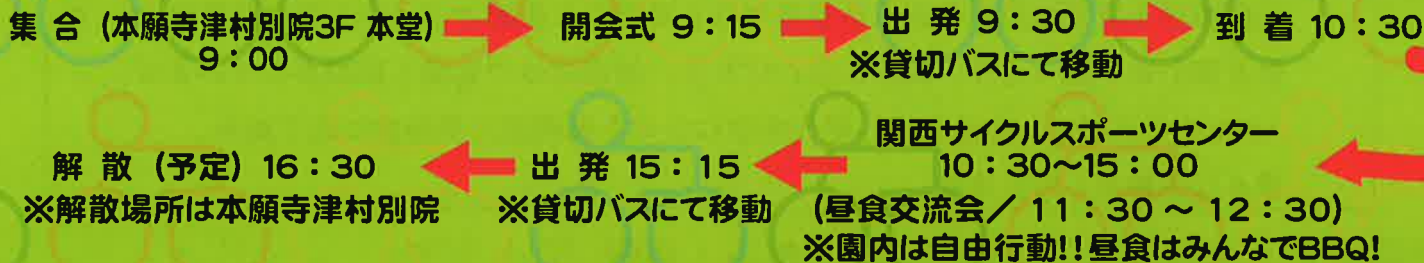 集 合 (本願寺津村別院3F 本堂) 開会式 9：15 出 発 9：30 到 着 10：30
9：00
※貸切バスにて移動
関西サイクルスポーツセンター
解 散 (予定) 16：30 出 発 15：15 10：30～15：00
※解散場所は本願寺津村別院 ※貸切バスにて移動 (昼食交流会／ 11：30 ～ 12：30)
※園内は自由行動!!昼食はみんなでBBQ!